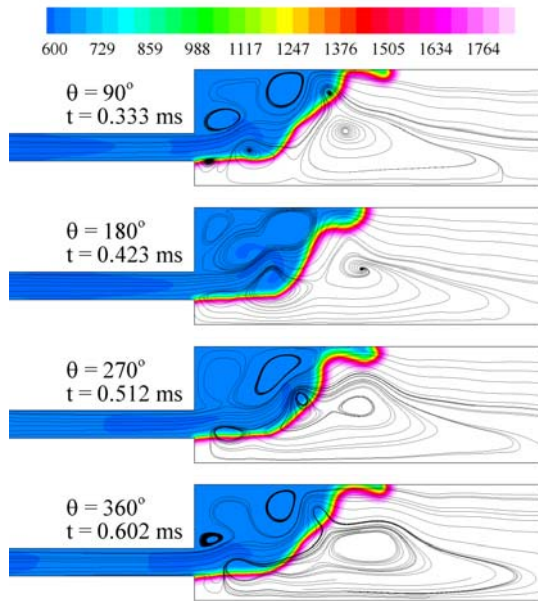 600 729 859 988 1117 1247 1376 1505 1634 1764
θ = 90°
t = 0.333 ms
θ = 180°
t = 0.423 ms
θ = 270°
t = 0.512 ms
θ = 360°
t = 0.602 ms